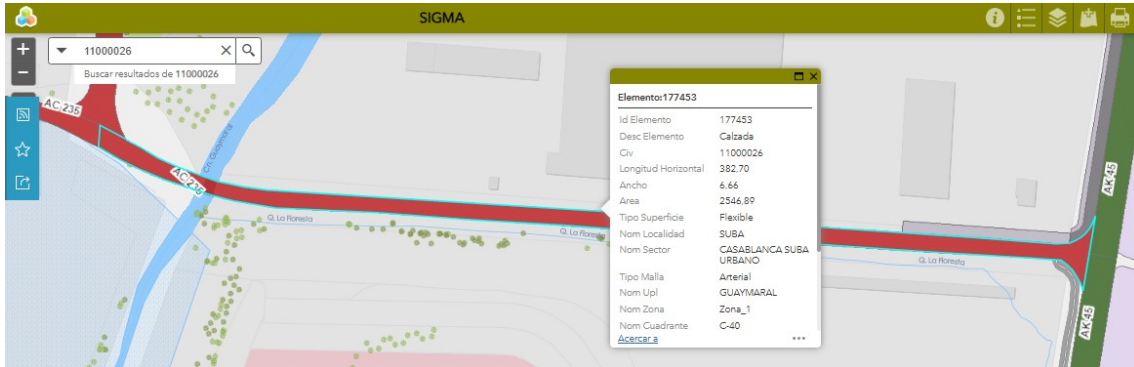 SIGMA
11000026
Buscar resultados de 11000026
AC 235
AC 235
Cn. Guaymaral
Q. La Floresta
Q. La Floresta
Q. La Floresta
AK 45
AK 45
Elemento:177453
Id Elemento 177453
Desc Elemento Calzada
Civ 11000026
Longitud Horizontal 382,70
Ancho 6,66
Area 2546,89
Tipo Superficie Flexible
Nom Localidad SUBA
Nom Sector CASABLANCA SUBA
URBANO
Tipo Malla Arterial
Nom Upl GUAYMARAL
Nom Zona Zona_1
Nom Cuadrante C-40
Acercar a